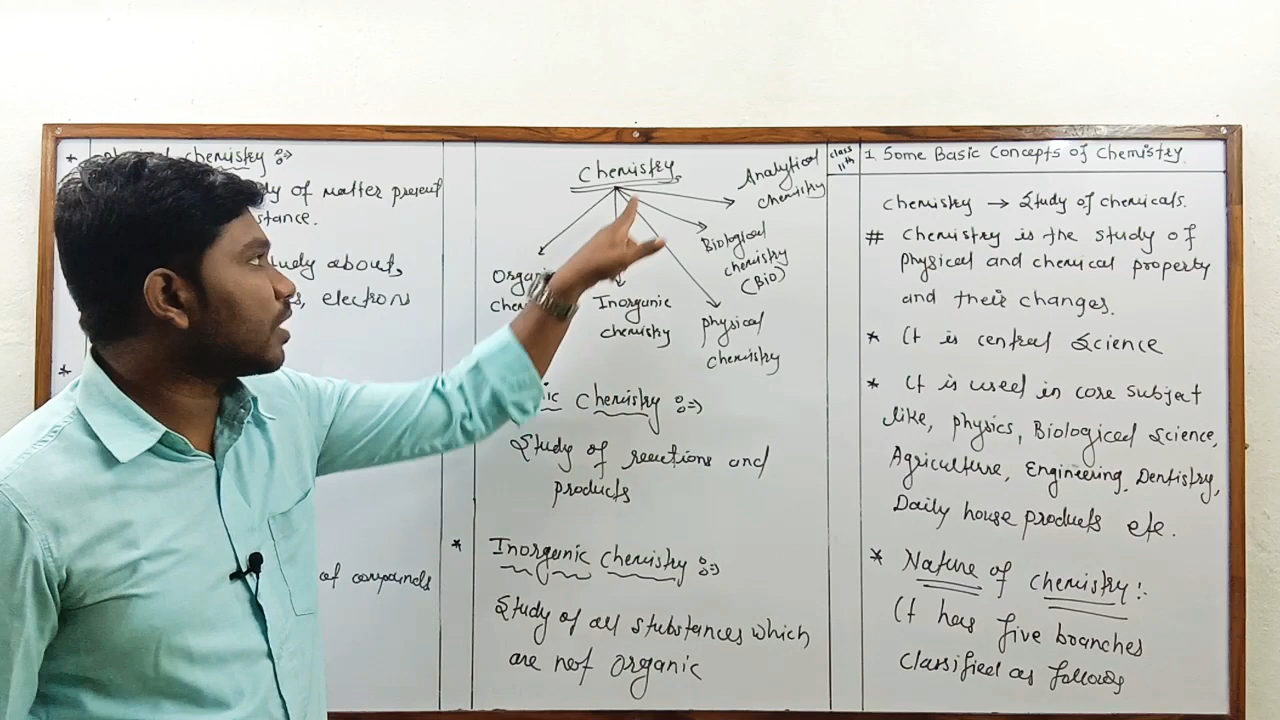 class
11th
1. Some Basic Concepts of Chemistry.
Chemistry → Study of chemicals.
# Chemistry is the study of
physical and chemical property
and their changes.
* It is central Science
* It is used in core subject
like, physics, Biological Science,
Agriculture, Engineering, Dentistry,
Daily house products etc.
* Nature of Chemistry:-
It has five branches
classified as follows
Chemistry
Analytical
chemistry
Biological
chemistry
(Bio)
physical
chemistry
Inorganic
chemistry
Chemistry
Study of reactions and
products
* Inorganic Chemistry
Study of all substances which
are not organic
* chemistry
of matter present
about,
electrons
*
of compounds